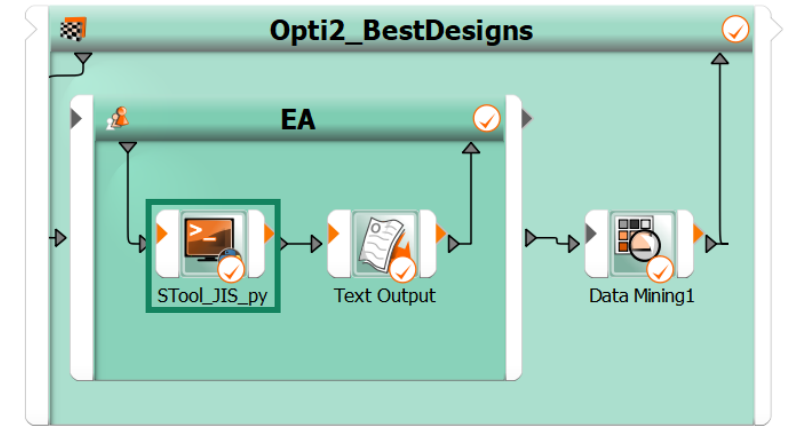 Opti2_BestDesigns
EA
STool_JIS_py
Text Output
Data Mining1